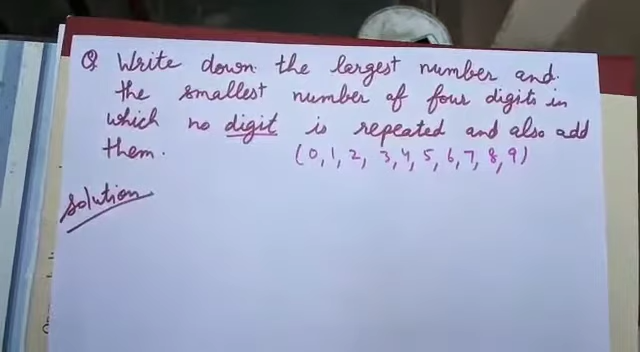 Q Write down the largest number and
the smallest number of four digits in
which no digit is repeated and also add
them. (0,1,2, 3,4,5,6,7,8,9)
Solution